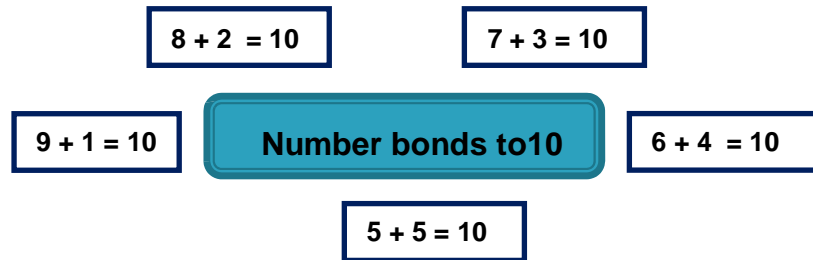 8 + 2 = 10
7 + 3 = 10
9 + 1 = 10
Number bonds to10
6 + 4 = 10
5 + 5 = 10